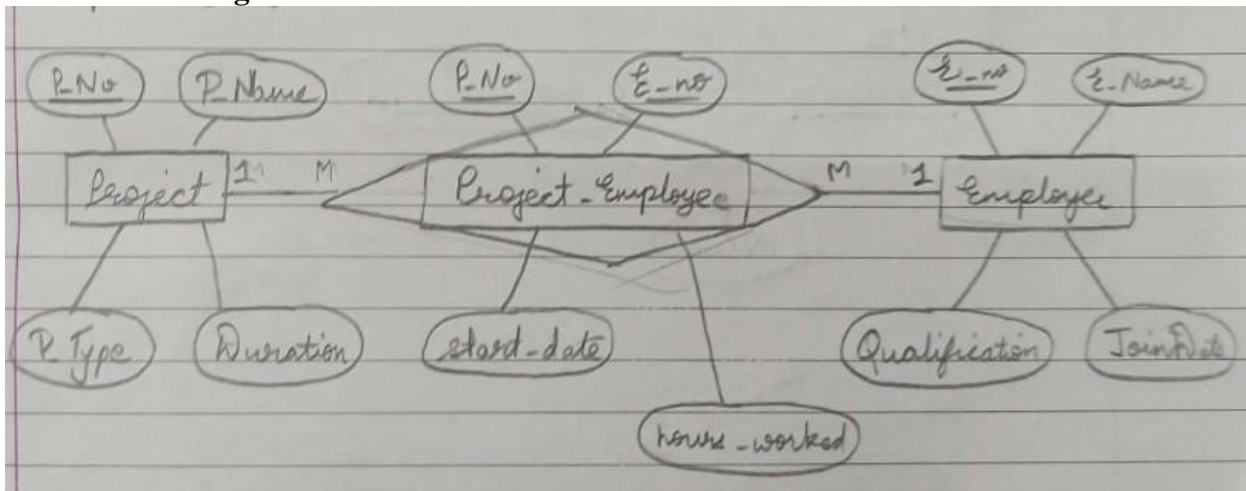 P_No P_Name P_No E_no E_no E_Name
Project 1 M Project_Employee M 1 Employee
P_Type Duration start_date Qualification JoinDate
hours_worked